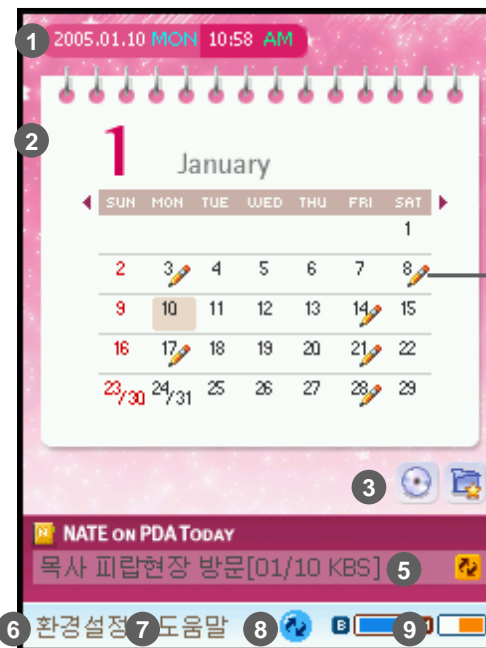 1 2005.01.10 MON 10:58 AM
2
1 January
SUN MON TUE WED THU FRI SAT
1
2 3 4 5 6 7 8
9 10 11 12 13 14 15
16 17 18 19 20 21 22
23/30 24/31 25 26 27 28 29
3
N NATE ON PDA TODAY
목사 피랍현장 방문[01/10 KBS] 5
6 환경설정 7 도움말 8 B 9